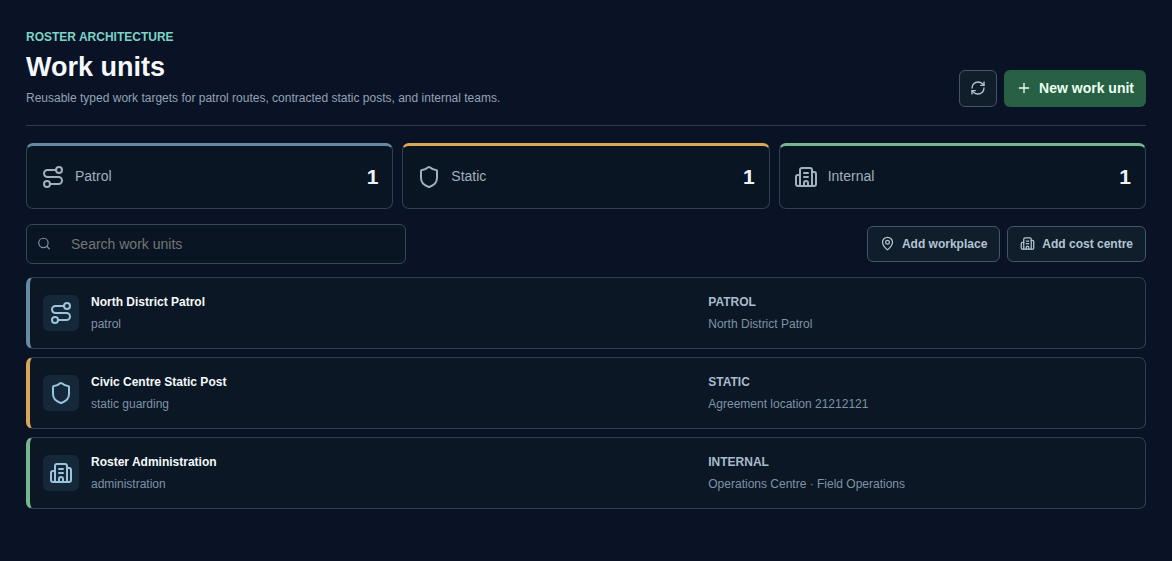 ROSTER ARCHITECTURE
Work units
Reusable typed work targets for patrol routes, contracted static posts, and internal teams.
New work unit
Patrol 1
Static 1
Internal 1
Search work units
Add workplace
Add cost centre
North District Patrol
patrol
PATROL
North District Patrol
Civic Centre Static Post
static guarding
STATIC
Agreement location 21212121
Roster Administration
administration
INTERNAL
Operations Centre · Field Operations